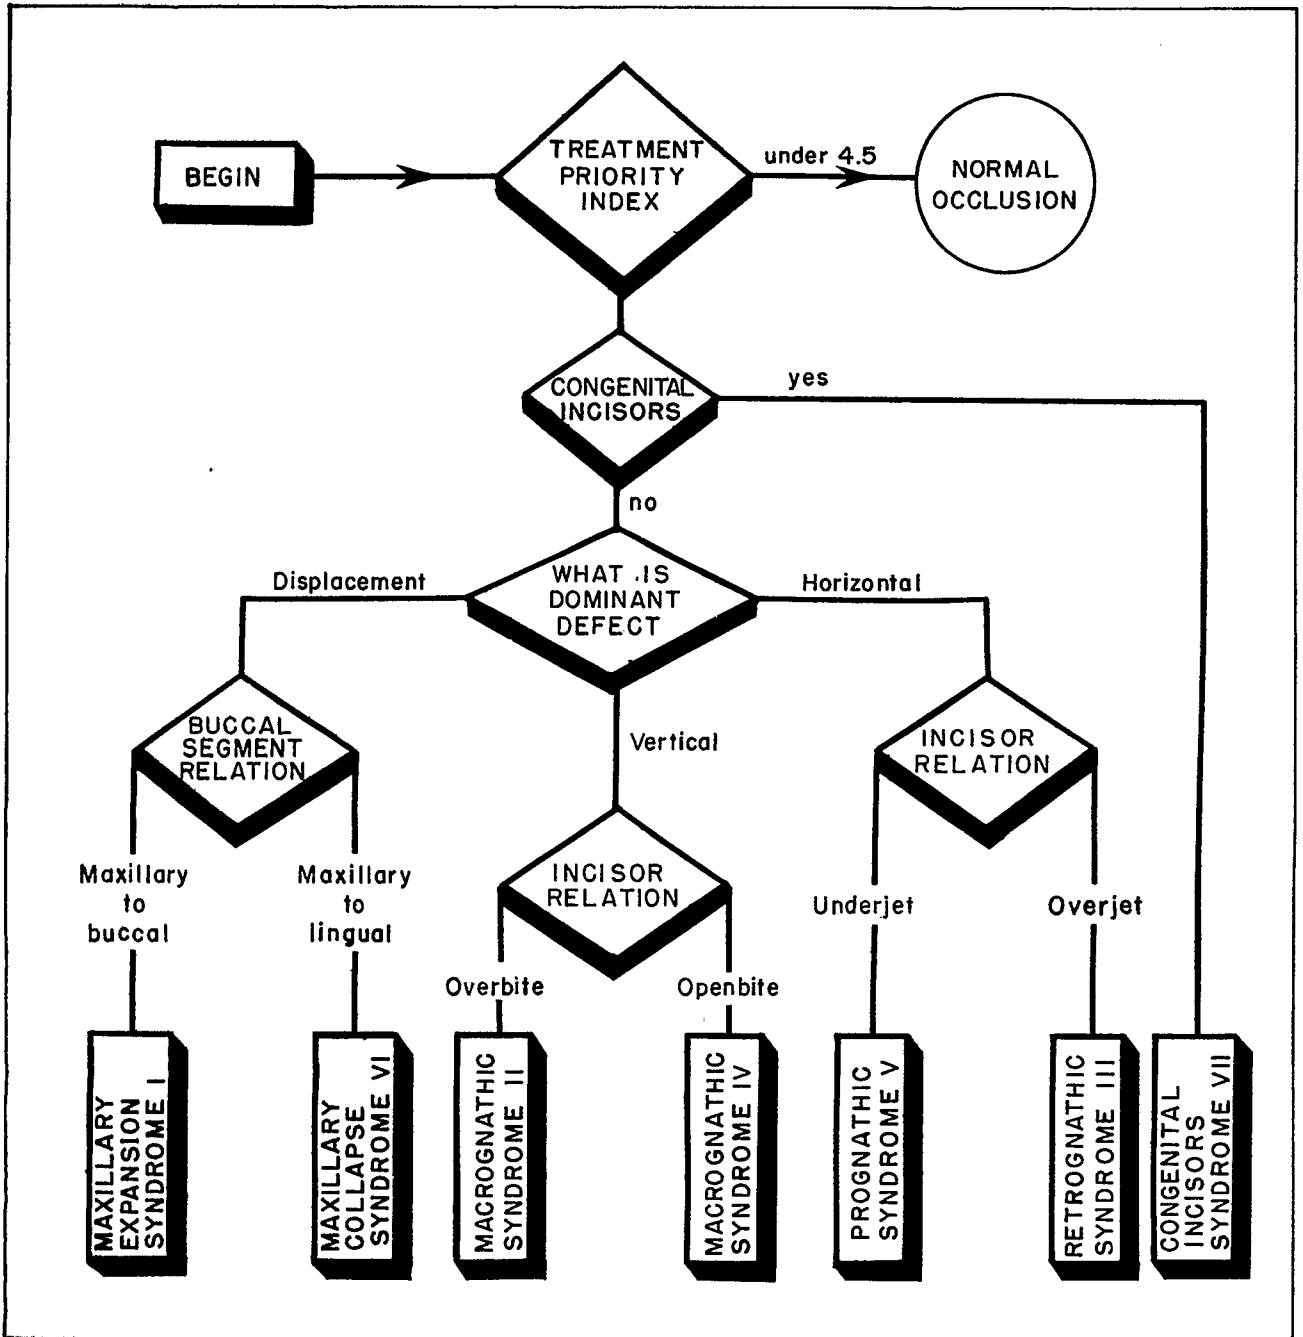 BEGIN
TREATMENT
PRIORITY
INDEX
under 4.5
NORMAL
OCCLUSION
CONGENITAL
INCISORS
yes
no
WHAT IS
DOMINANT
DEFECT
Displacement
Horizontal
Vertical
BUCCAL
SEGMENT
RELATION
INCISOR
RELATION
INCISOR
RELATION
Maxillary
to
buccal
Maxillary
to
lingual
Overbite
Openbite
Underjet
Overjet
MAXILLARY
EXPANSION
SYNDROME I
MAXILLARY
COLLAPSE
SYNDROME VI
MACROGNATHIC
SYNDROME II
MACROGNATHIC
SYNDROME IV
PROGNATHIC
SYNDROME V
RETROGNATHIC
SYNDROME III
CONGENITAL
INCISORS
SYNDROME VII